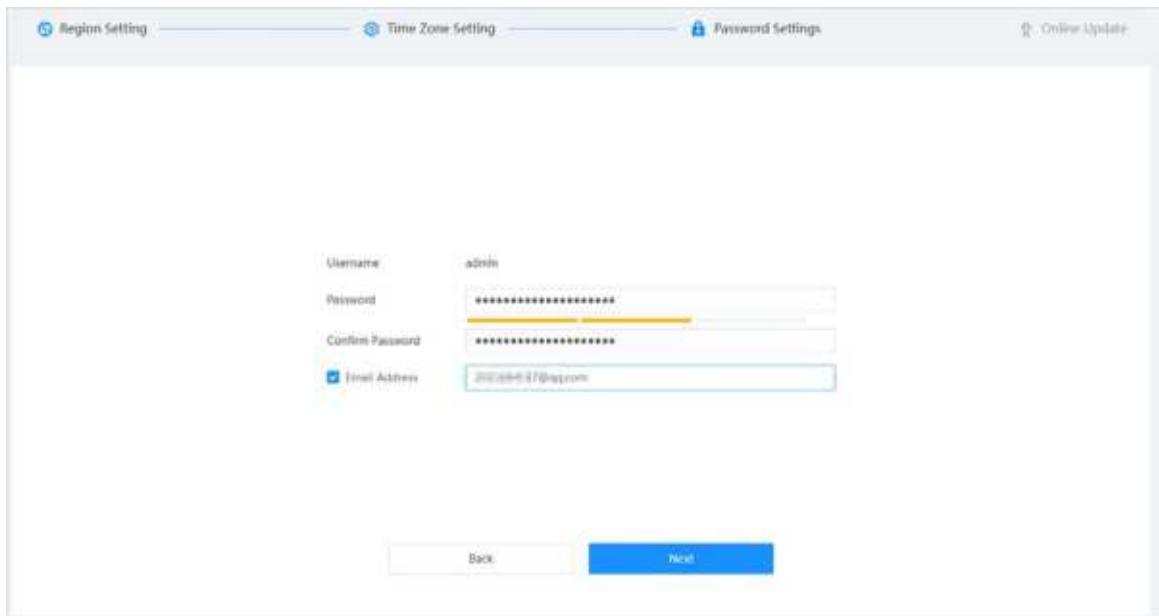 Region Setting Time Zone Setting Password Settings Online Update
Username admin
Password ********************
Confirm Password ********************
Email Address
Back Next